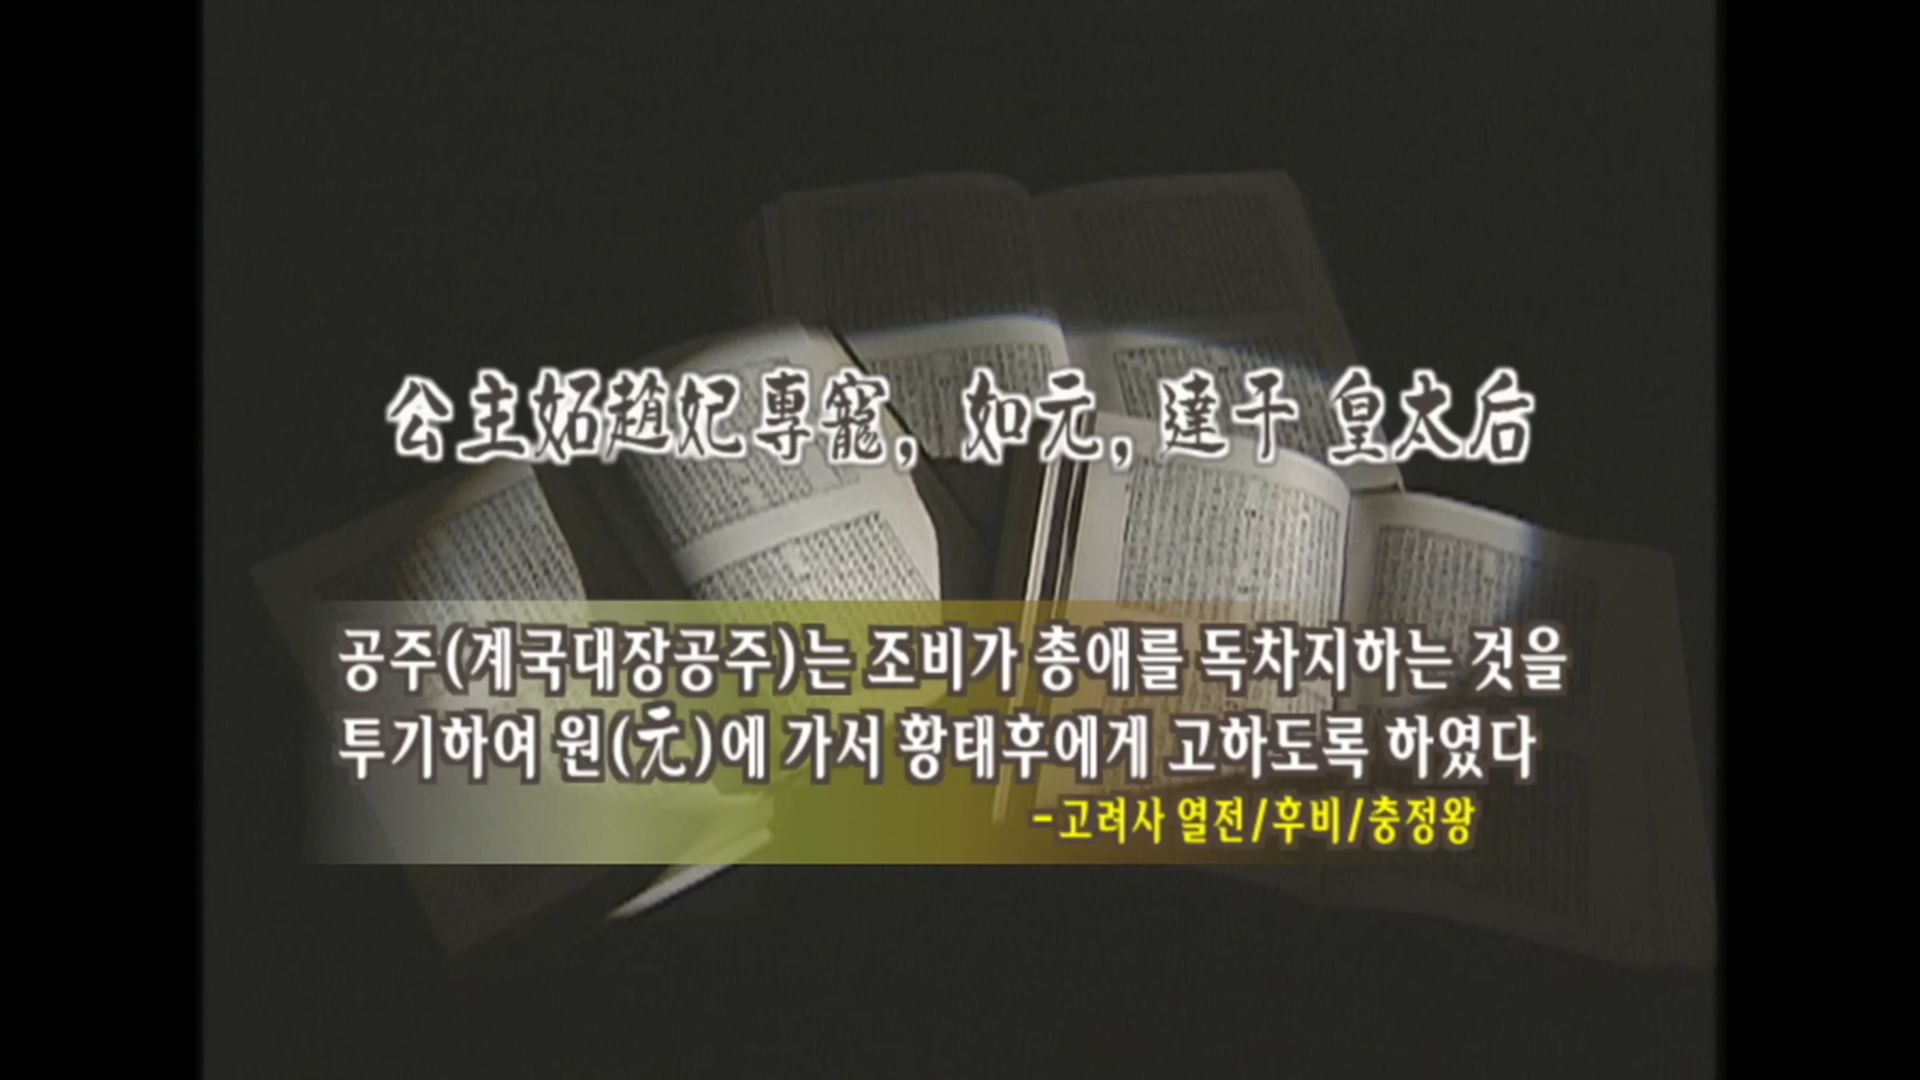 公主妬趙妃專寵, 如元, 達于 皇太后
공주(계국대장공주)는 조비가 총애를 독차지하는 것을
투기하여 원(元)에 가서 황태후에게 고하도록 하였다
-고려사 열전/후비/충정왕